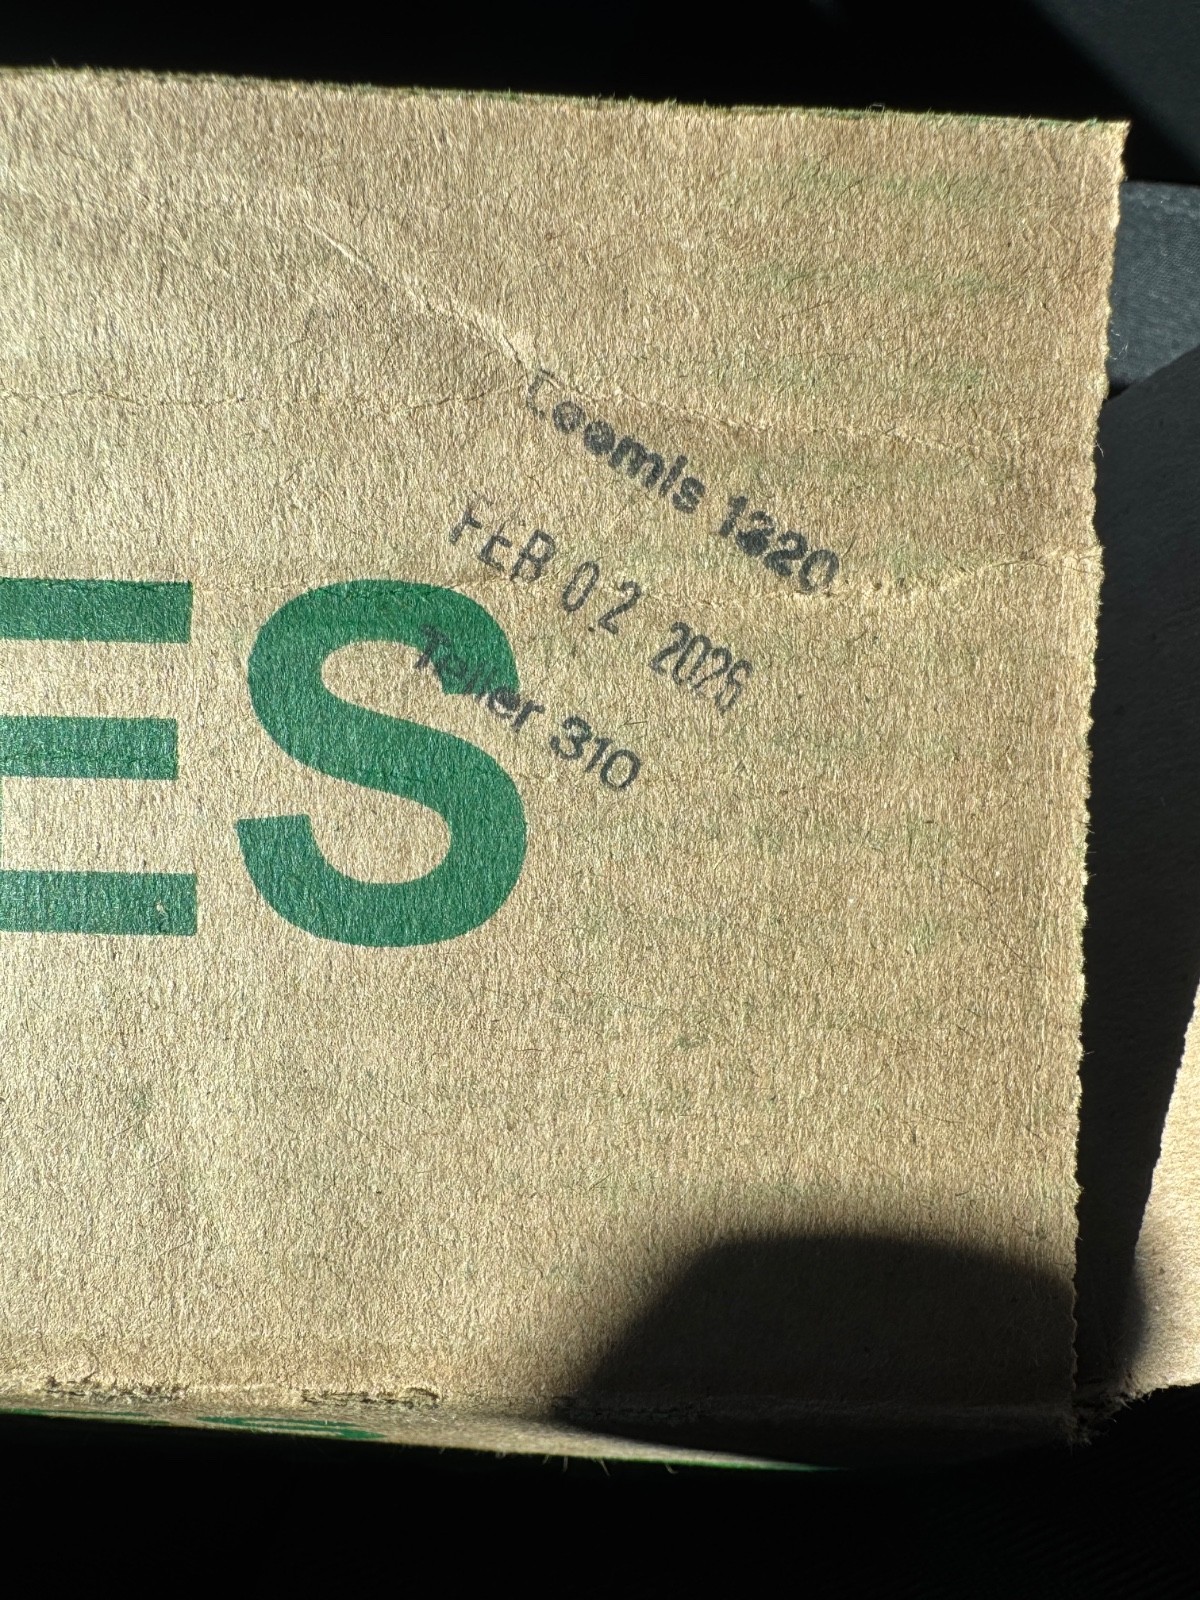 Loomis 1320
FEB 02 2026
Teller 310
ES